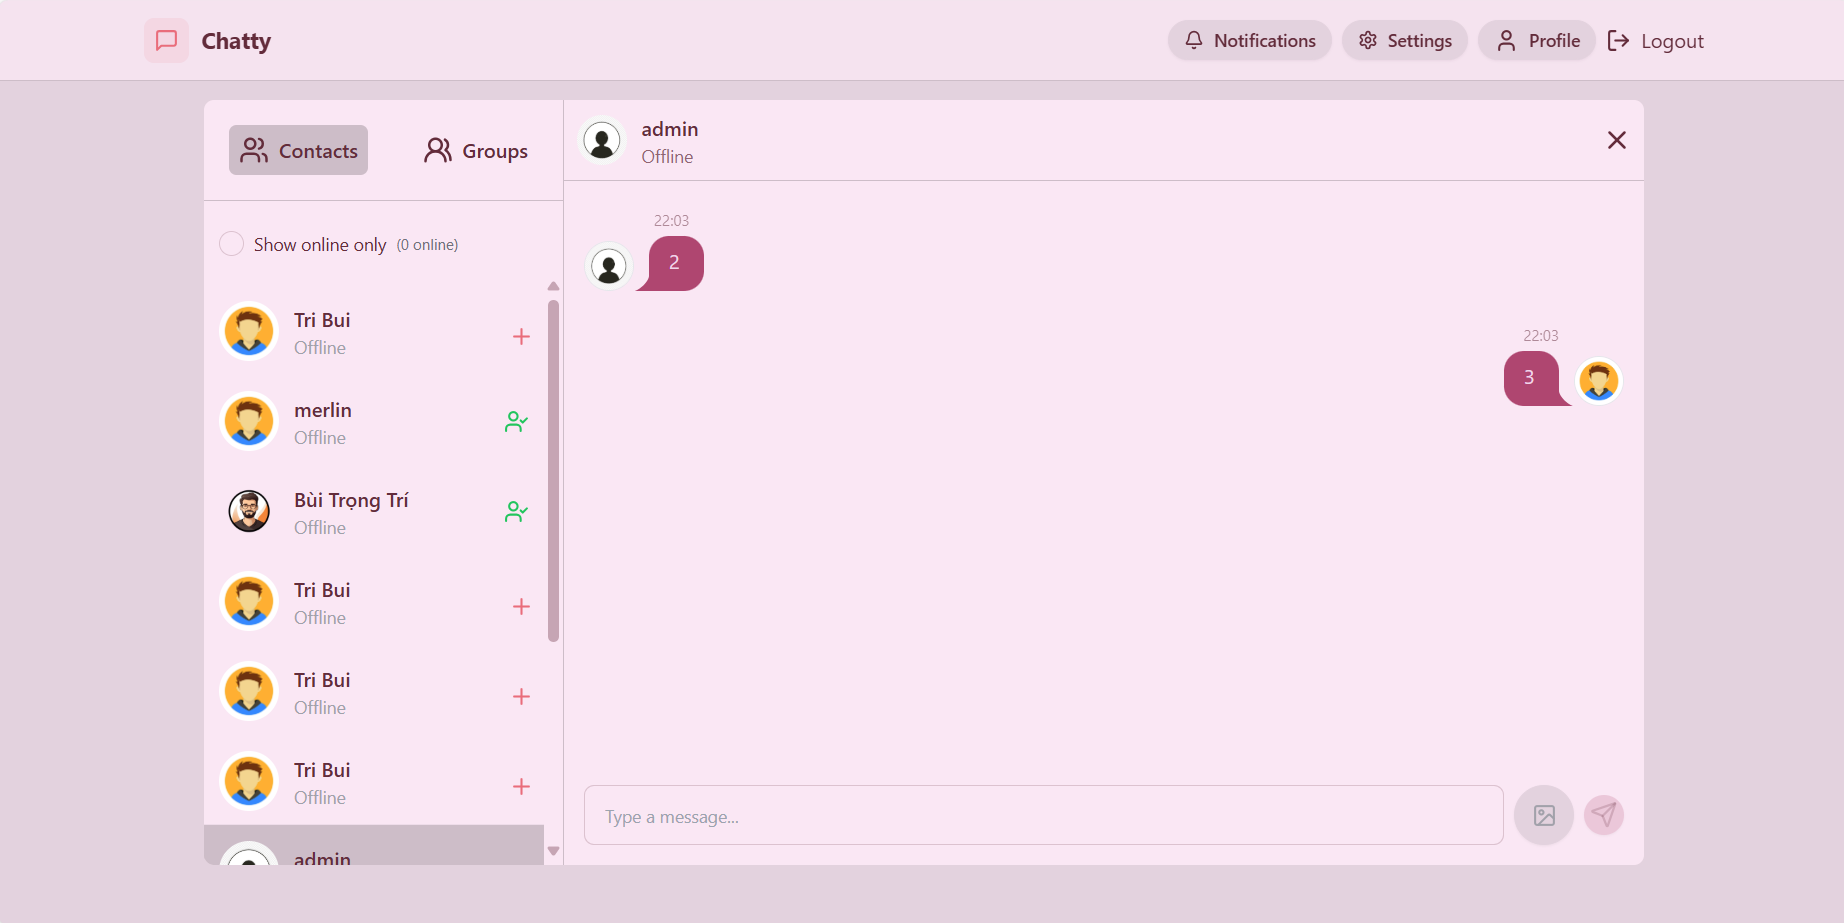 Chatty
Notifications
Settings
Profile
Logout
Contacts
Groups
Show online only (0 online)
Tri Bui
Offline
merlin
Offline
Bùi Trọng Trí
Offline
Tri Bui
Offline
Tri Bui
Offline
Tri Bui
Offline
admin
admin
Offline
22:03
2
22:03
3
Type a message...